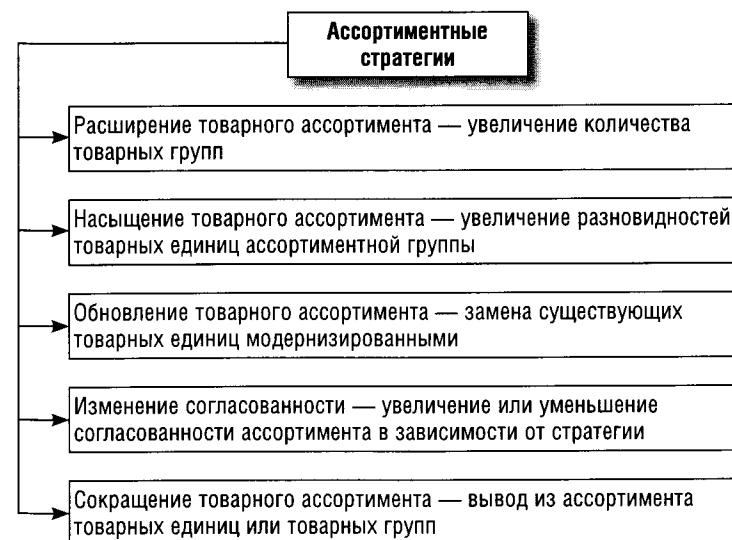 Ассортиментные
стратегии
Расширение товарного ассортимента — увеличение количества
товарных групп
Насыщение товарного ассортимента — увеличение разновидностей
товарных единиц ассортиментной группы
Обновление товарного ассортимента — замена существующих
товарных единиц модернизированными
Изменение согласованности — увеличение или уменьшение
согласованности ассортимента в зависимости от стратегии
Сокращение товарного ассортимента — вывод из ассортимента
товарных единиц или товарных групп